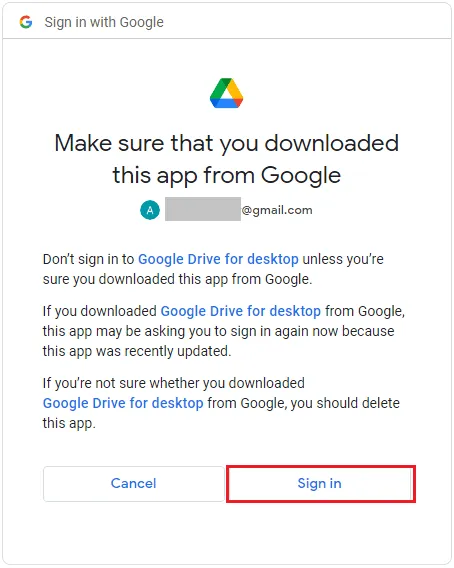 Sign in with Google
Make sure that you downloaded
this app from Google
A
@gmail.com
Don't sign in to Google Drive for desktop unless you're
sure you downloaded this app from Google.
If you downloaded Google Drive for desktop from Google,
this app may be asking you to sign in again now because
this app was recently updated.
If you're not sure whether you downloaded
Google Drive for desktop from Google, you should delete
this app.
Cancel
Sign in